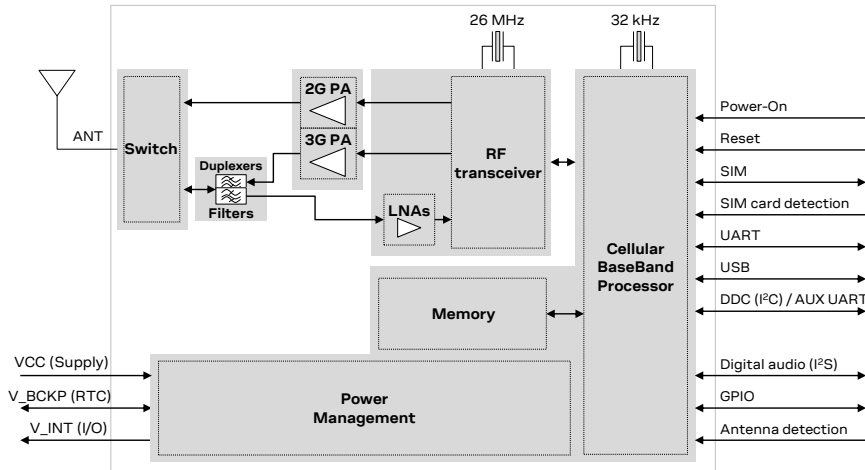 26 MHz
32 kHz
2G PA
3G PA
ANT
Switch
Duplexers
Filters
LNAs
RF
transceiver
Cellular
BaseBand
Processor
Memory
Power
Management
VCC (Supply)
V_BCKP (RTC)
V_INT (I/O)
Power-On
Reset
SIM
SIM card detection
UART
USB
DDC (I²C) / AUX UART
Digital audio (I²S)
GPIO
Antenna detection